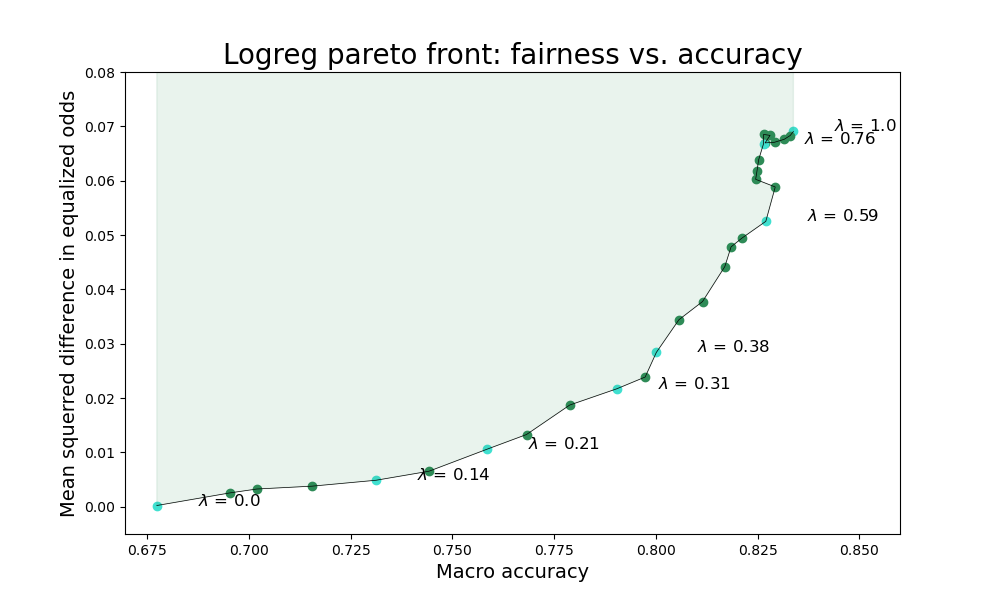 Logreg pareto front: fairness vs. accuracy
Mean squerred difference in equalized odds
0.08
0.07
0.06
0.05
0.04
0.03
0.02
0.01
0.00
λ = 1.0
λ = 0.76
λ = 0.59
λ = 0.38
λ = 0.31
λ = 0.21
λ = 0.14
λ = 0.0
0.675 0.700 0.725 0.750 0.775 0.800 0.825 0.850
Macro accuracy